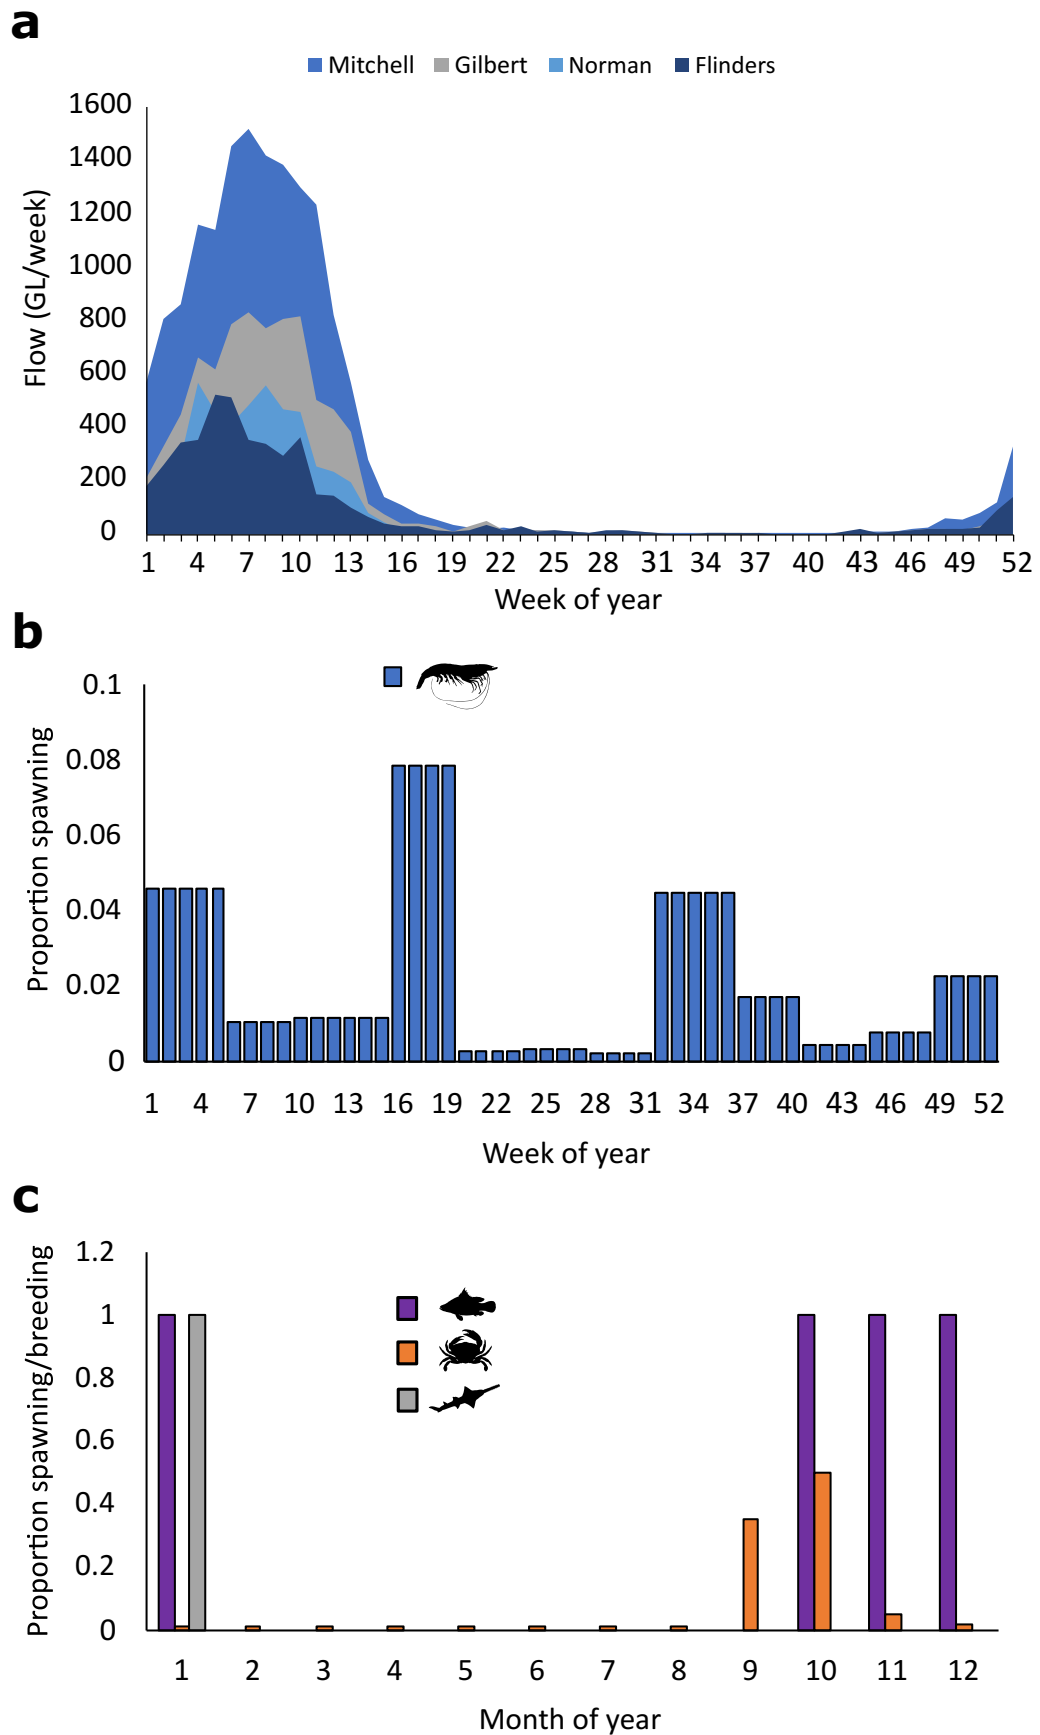 a
Mitchell Gilbert Norman Flinders
1600
1400
1200
1000
800
600
400
200
0
Flow (GL/week)
1 4 7 10 13 16 19 22 25 28 31 34 37 40 43 46 49 52
Week of year
b
0.1
0.08
0.06
0.04
0.02
0
Proportion spawning
1 4 7 10 13 16 19 22 25 28 31 34 37 40 43 46 49 52
Week of year
c
1.2
1
0.8
0.6
0.4
0.2
0
Proportion spawning/breeding
1 2 3 4 5 6 7 8 9 10 11 12
Month of year